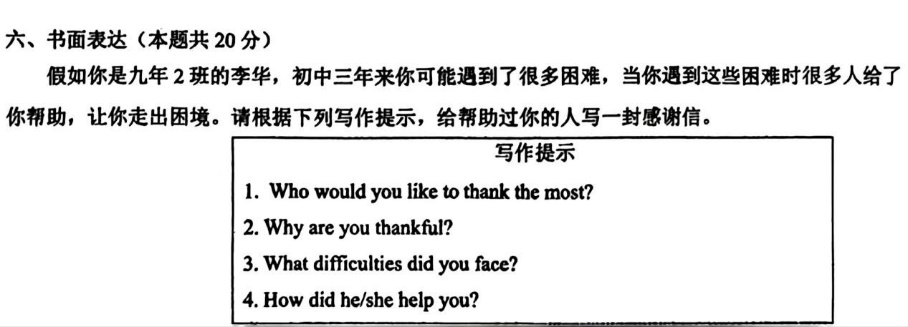 六、书面表达（本题共 20 分）
假如你是九年 2 班的李华，初中三年来你可能遇到了很多困难，当你遇到这些困难时很多人给了
你帮助，让你走出困境。请根据下列写作提示，给帮助过你的人写一封感谢信。
写作提示
1. Who would you like to thank the most?
2. Why are you thankful?
3. What difficulties did you face?
4. How did he/she help you?